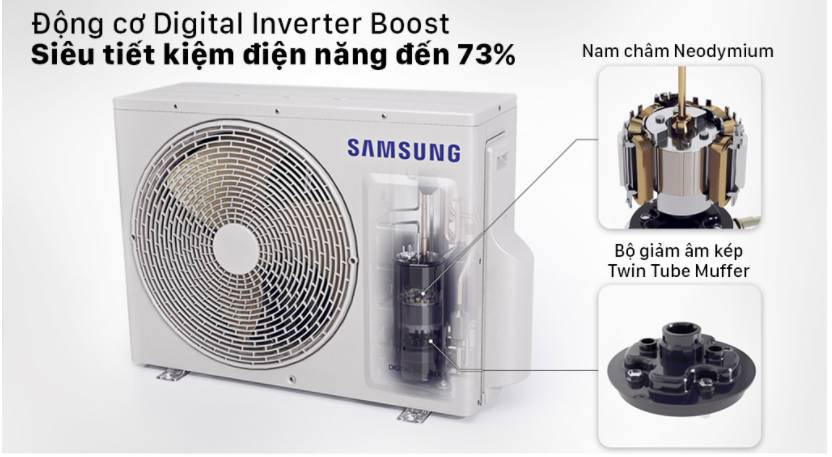 Động cơ Digital Inverter Boost
Siêu tiết kiệm điện năng đến 73%
Nam châm Neodymium
SAMSUNG
Bộ giảm âm kép
Twin Tube Muffer